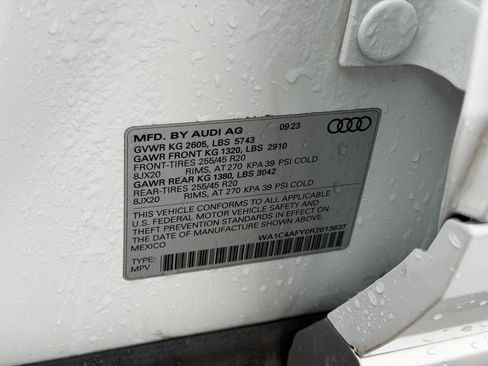 MFD. BY AUDI AG 09 23
GVWR KG 2605, LBS 5743
GAWR FRONT KG 1320, LBS 2910
FRONT-TIRES 255/45 R20
8JX20 RIMS, AT 270 KPA 39 PSI COLD
GAWR REAR KG 1380, LBS 3042
REAR-TIRES 255/45 R20
8JX20 RIMS, AT 270 KPA 39 PSI COLD
THIS VEHICLE CONFORMS TO ALL APPLICABLE
U.S. FEDERAL MOTOR VEHICLE SAFETY AND
THEFT PREVENTION STANDARDS IN EFFECT ON
THE DATE OF MANUFACTURE SHOWN ABOVE
MEXICO WA1C4AFY0R2013637
TYPE:
MPV